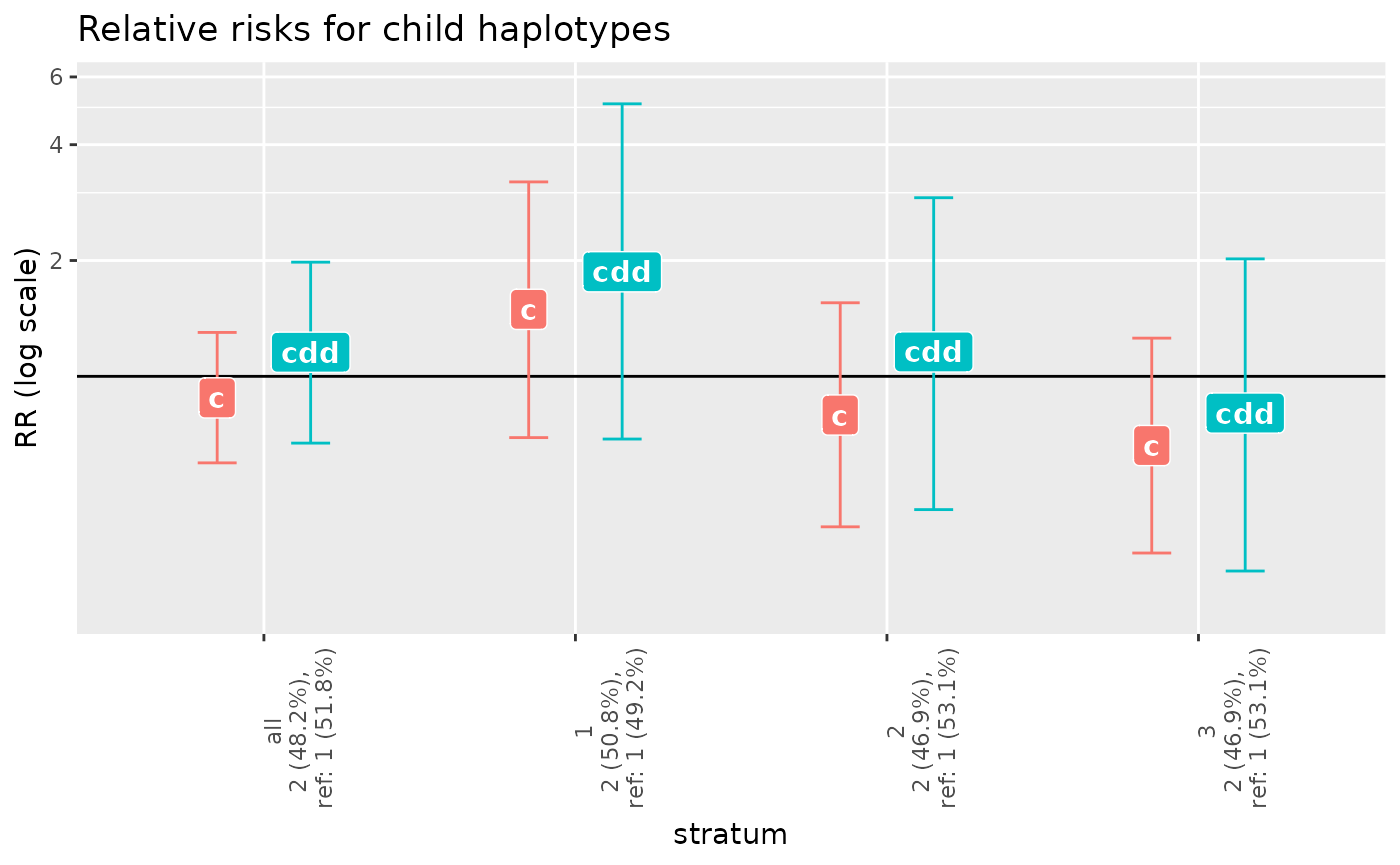 Relative risks for child haplotypes
RR (log scale)
6
4
2
c
cdd
c
cdd
c
cdd
c
cdd
all
2 (48.2%),
ref: 1 (51.8%)
1
2 (50.8%),
ref: 1 (49.2%)
2
2 (46.9%),
ref: 1 (53.1%)
3
2 (46.9%),
ref: 1 (53.1%)
stratum